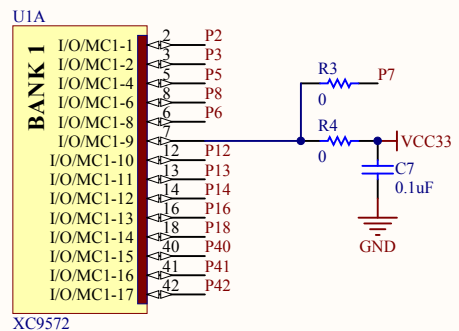 U1A
BANK 1
I/O/MC1-1 2 P2
I/O/MC1-2 3 P3
I/O/MC1-4 5 P5
I/O/MC1-6 8 P8
I/O/MC1-8 6 P6
I/O/MC1-9 7
I/O/MC1-10 12 P12
I/O/MC1-11 13 P13
I/O/MC1-12 14 P14
I/O/MC1-13 16 P16
I/O/MC1-14 18 P18
I/O/MC1-15 40 P40
I/O/MC1-16 41 P41
I/O/MC1-17 42 P42
XC9572
R3 P7
0
R4
0
VCC33
C7
0.1uF
GND